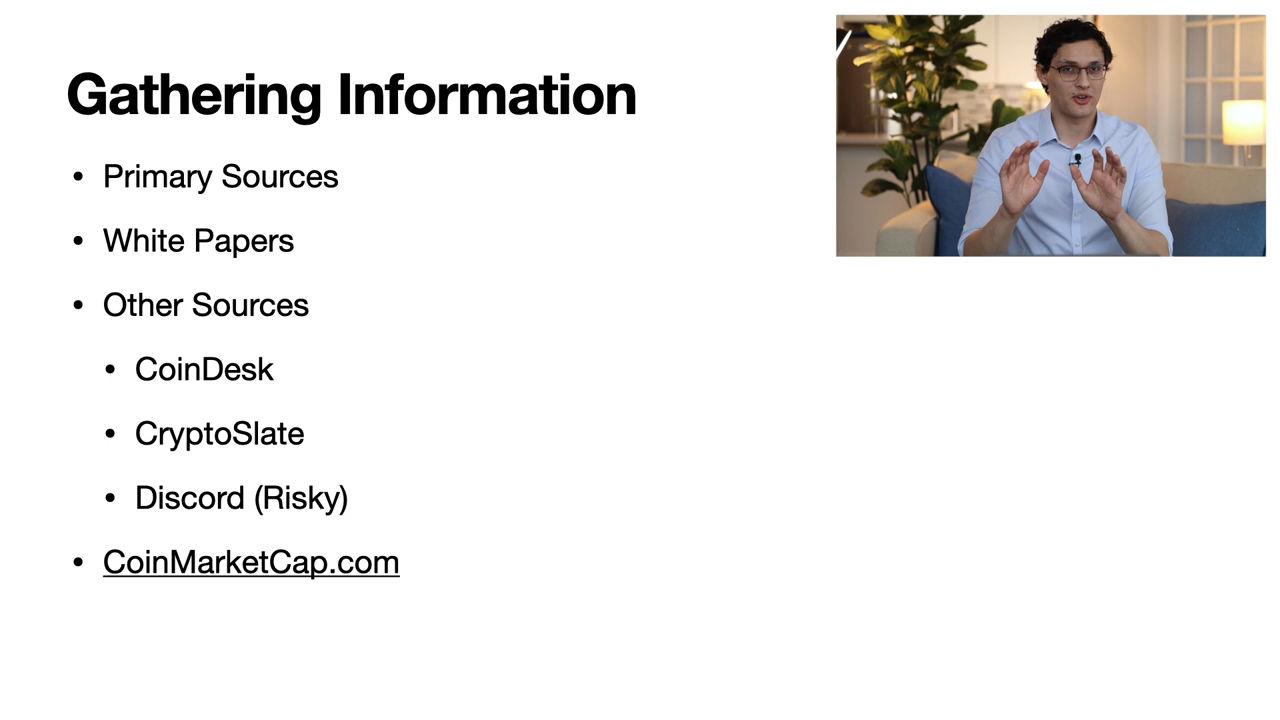 Gathering Information
• Primary Sources
• White Papers
• Other Sources
• CoinDesk
• CryptoSlate
• Discord (Risky)
• CoinMarketCap.com